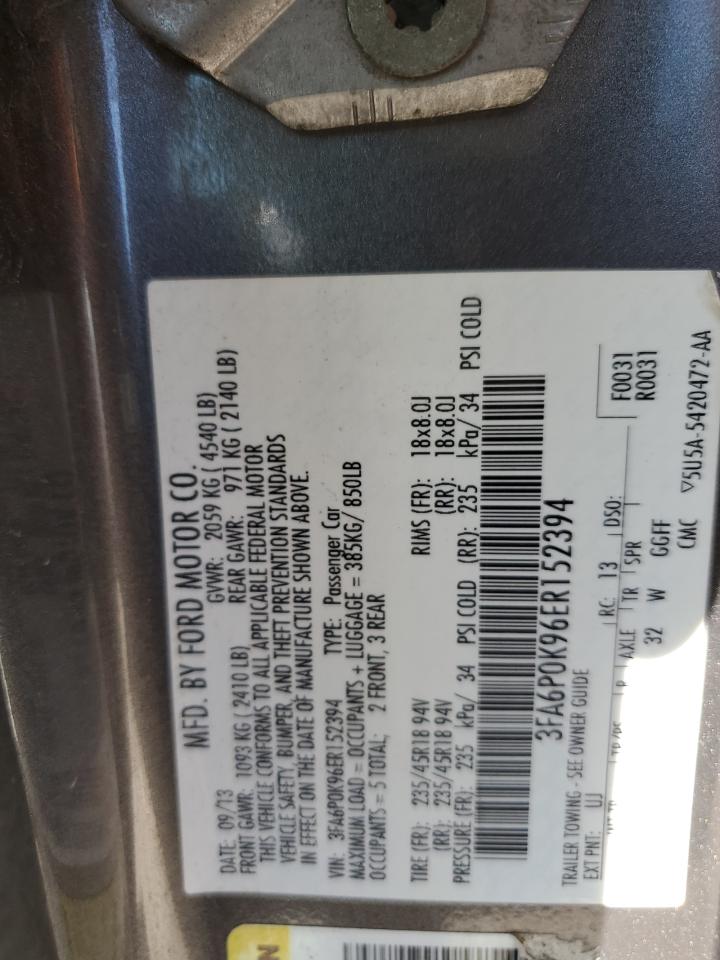 MFD. BY FORD MOTOR CO.
DATE: 09/13 GVWR: 2059 KG ( 4540 LB)
FRONT GAWR: 1093 KG ( 2410 LB) REAR GAWR: 971 KG ( 2140 LB)
THIS VEHICLE CONFORMS TO ALL APPLICABLE FEDERAL MOTOR
VEHICLE SAFETY, BUMPER, AND THEFT PREVENTION STANDARDS
IN EFFECT ON THE DATE OF MANUFACTURE SHOWN ABOVE.
VIN: 3FA6P0K96ER152394 TYPE: Passenger Car
MAXIMUM LOAD = OCCUPANTS + LUGGAGE = 385KG/ 850LB
OCCUPANTS = 5 TOTAL; 2 FRONT, 3 REAR
TIRE (FR): 235/45R18 94V RIMS (FR): 18x8.0J
(RR): 235/45R18 94V (RR): 18x8.0J
PRESSURE (FR): 235 kPa/ 34 PSI COLD (RR): 235 kPa/ 34 PSI COLD
3FA6P0K96ER152394
TRAILER TOWING - SEE OWNER GUIDE F0031
EXT PNT: UJ RC: 13 DSO: R0031
AXLE TR SPR
32 W GGFF
CMC ▽5U5A-5420472-AA